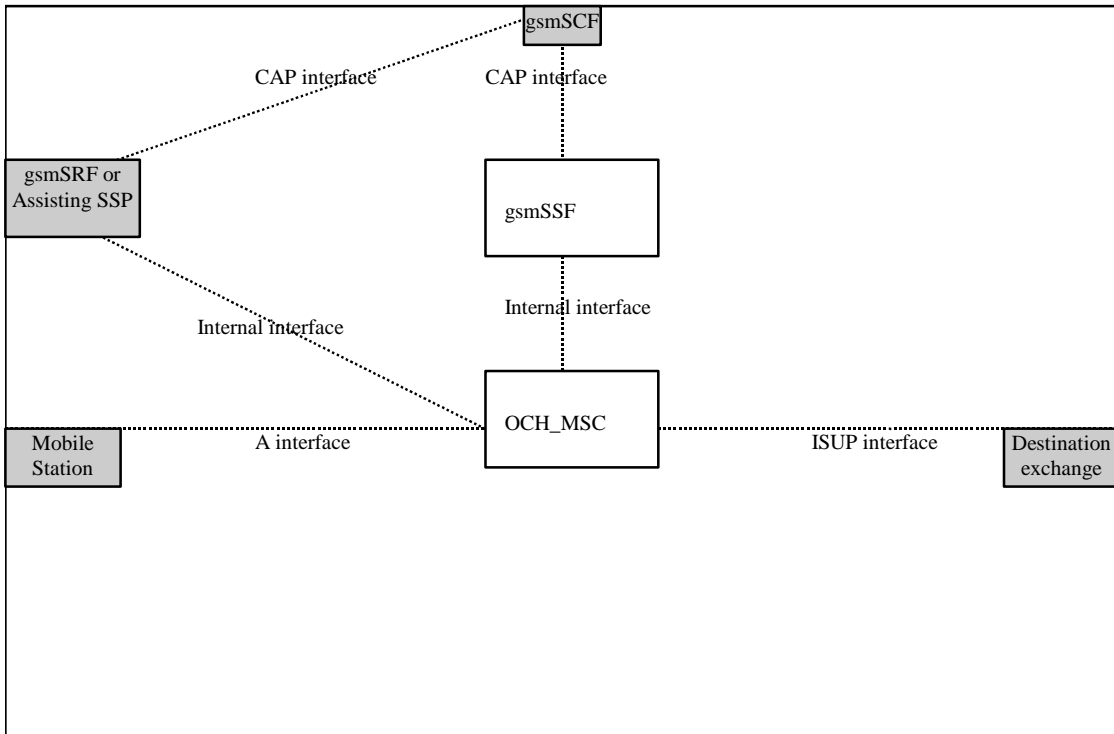 gsmSCF
CAP interface
CAP interface
gsmSRF or
Assisting SSP
gsmSSF
Internal interface
Internal interface
OCH_MSC
Mobile
Station
A interface
ISUP interface
Destination
exchange